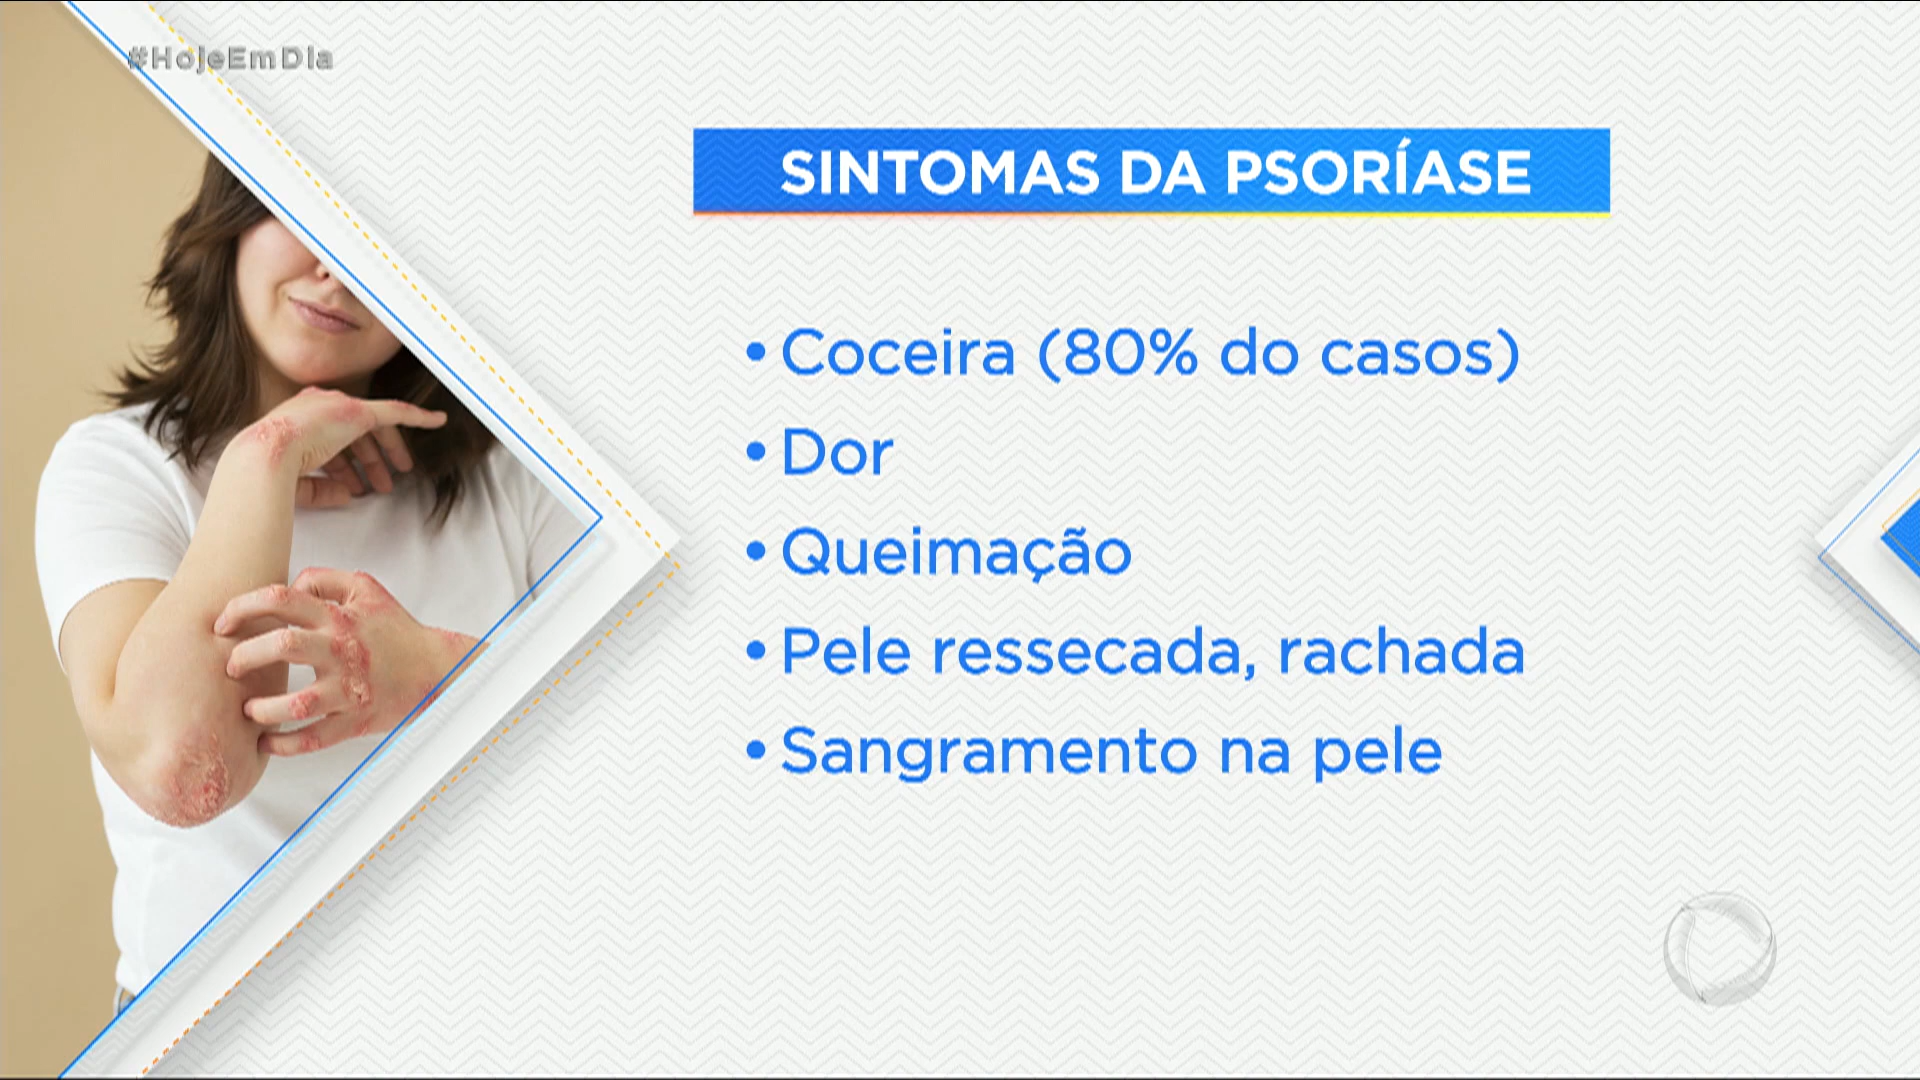 #HojeEmDia
SINTOMAS DA PSORÍASE
• Coceira (80% do casos)
• Dor
• Queimação
• Pele ressecada, rachada
• Sangramento na pele